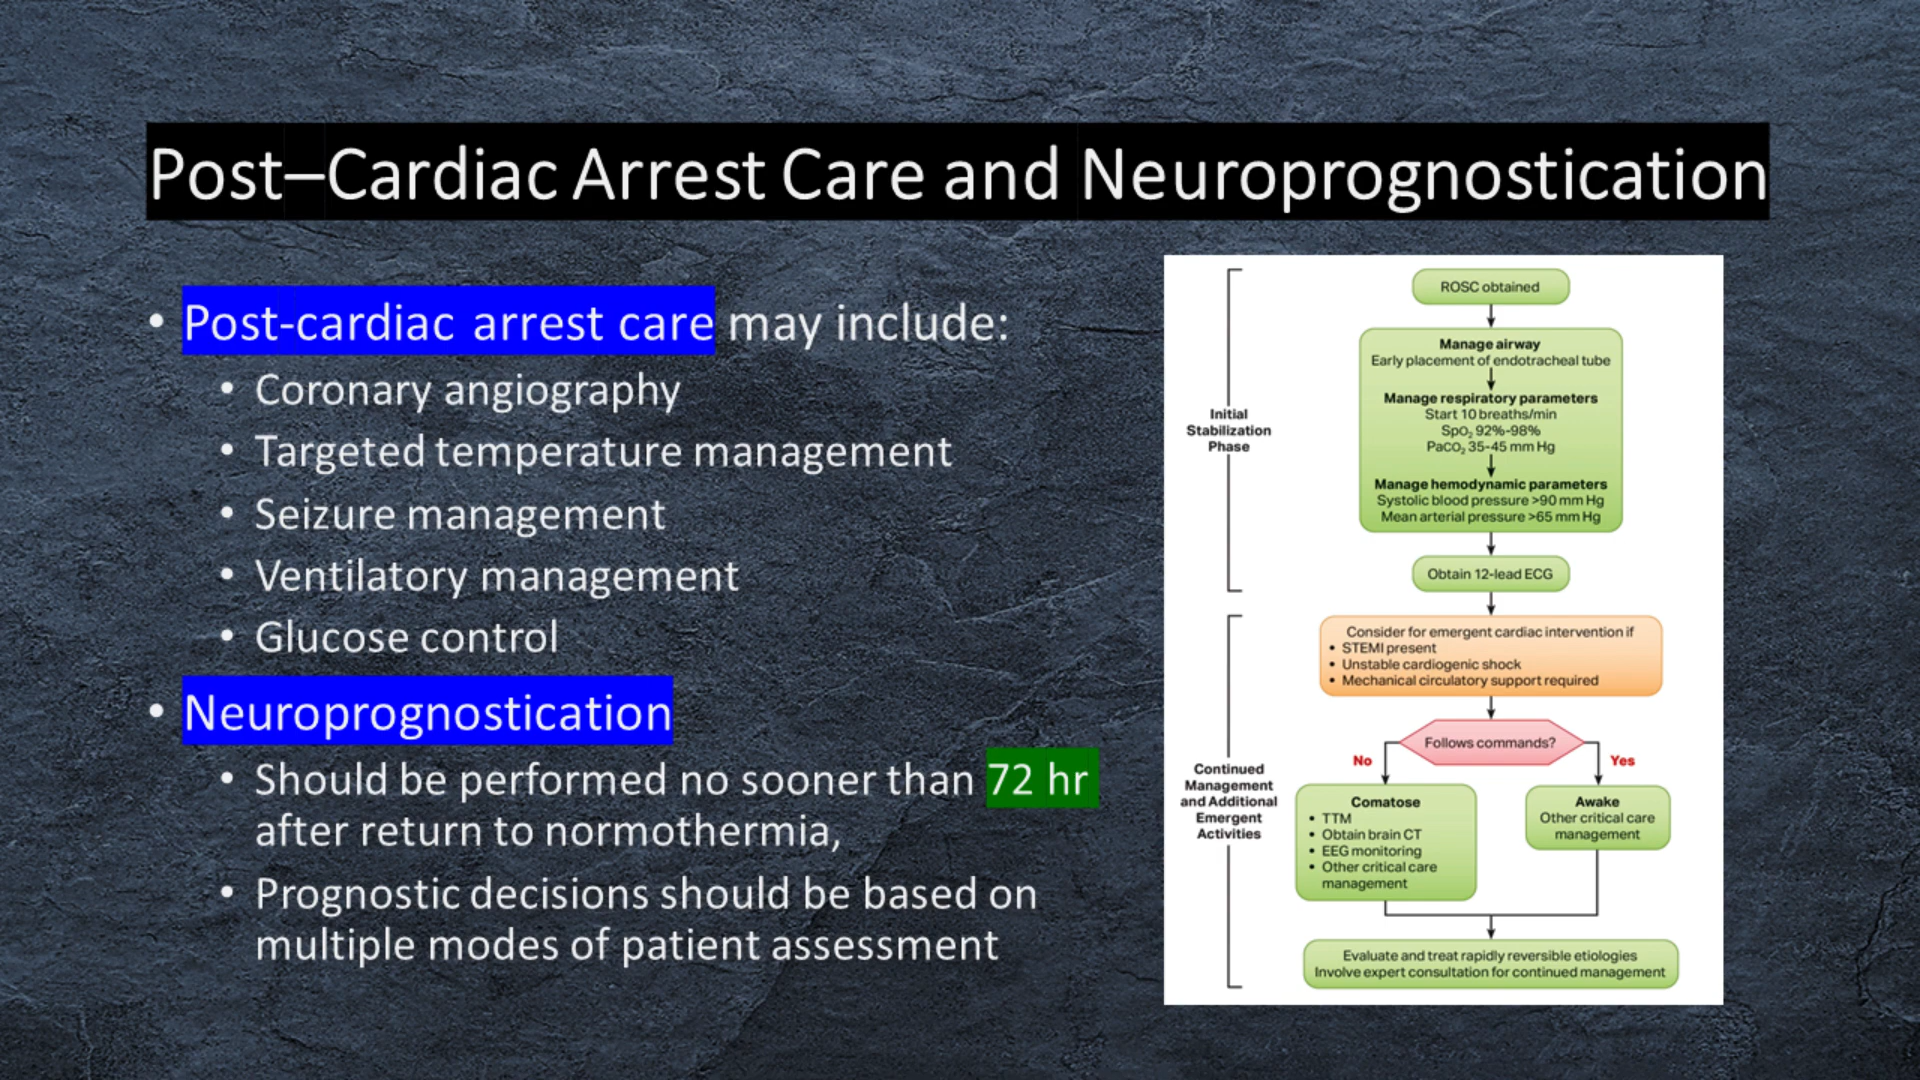 Post–Cardiac Arrest Care and Neuroprognostication
• Post-cardiac arrest care may include:
• Coronary angiography
• Targeted temperature management
• Seizure management
• Ventilatory management
• Glucose control
• Neuroprognostication
• Should be performed no sooner than 72 hr
after return to normothermia,
• Prognostic decisions should be based on
multiple modes of patient assessment
Initial
Stabilization
Phase
ROSC obtained
Manage airway
Early placement of endotracheal tube
Manage respiratory parameters
Start 10 breaths/min
SpO₂ 92%-98%
PaCO₂ 35-45 mm Hg
Manage hemodynamic parameters
Systolic blood pressure >90 mm Hg
Mean arterial pressure >65 mm Hg
Obtain 12-lead ECG
Continued
Management
and Additional
Emergent
Activities
Consider for emergent cardiac intervention if
• STEMI present
• Unstable cardiogenic shock
• Mechanical circulatory support required
Follows commands?
No
Yes
Comatose
• TTM
• Obtain brain CT
• EEG monitoring
• Other critical care
management
Awake
Other critical care
management
Evaluate and treat rapidly reversible etiologies
Involve expert consultation for continued management